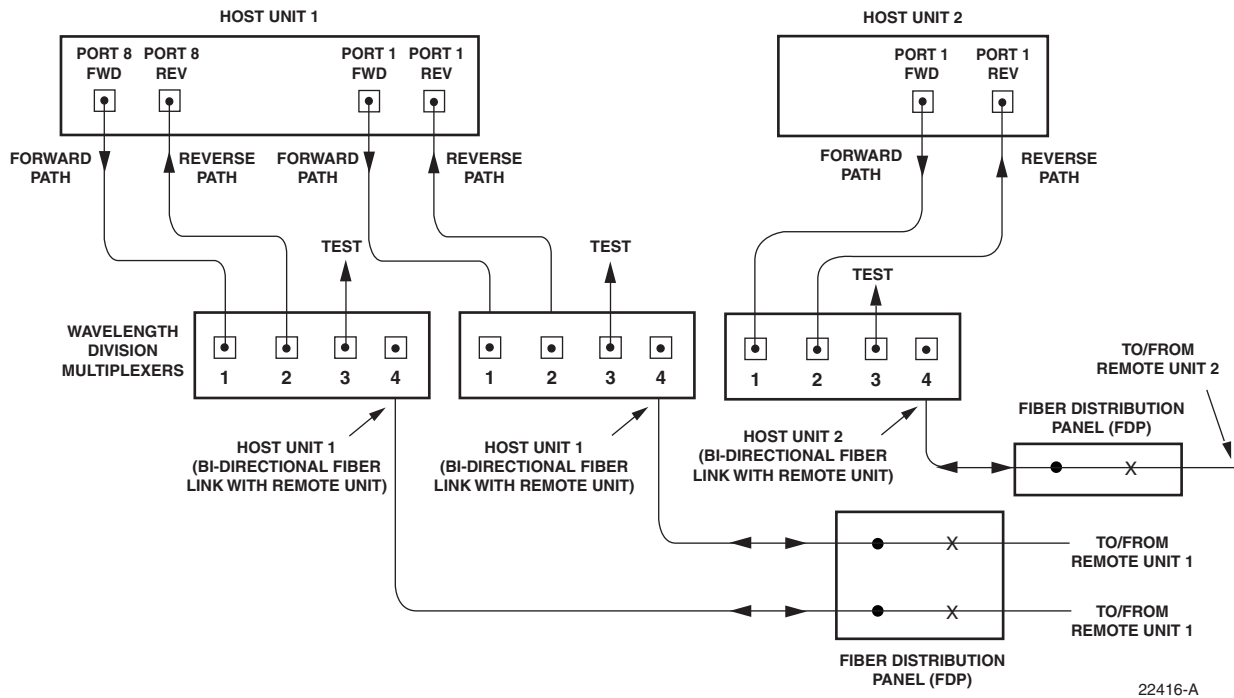 HOST UNIT 1
HOST UNIT 2
PORT 8
FWD
PORT 8
REV
PORT 1
FWD
PORT 1
REV
PORT 1
FWD
PORT 1
REV
FORWARD
PATH
REVERSE
PATH
FORWARD
PATH
REVERSE
PATH
FORWARD
PATH
REVERSE
PATH
TEST
TEST
TEST
WAVELENGTH
DIVISION
MULTIPLEXERS
1 2 3 4
1 2 3 4
1 2 3 4
HOST UNIT 1
(BI-DIRECTIONAL FIBER
LINK WITH REMOTE UNIT)
HOST UNIT 1
(BI-DIRECTIONAL FIBER
LINK WITH REMOTE UNIT)
HOST UNIT 2
(BI-DIRECTIONAL FIBER
LINK WITH REMOTE UNIT)
TO/FROM
REMOTE UNIT 2
FIBER DISTRIBUTION
PANEL (FDP)
X
X
TO/FROM
REMOTE UNIT 1
X
TO/FROM
REMOTE UNIT 1
FIBER DISTRIBUTION
PANEL (FDP)
22416-A